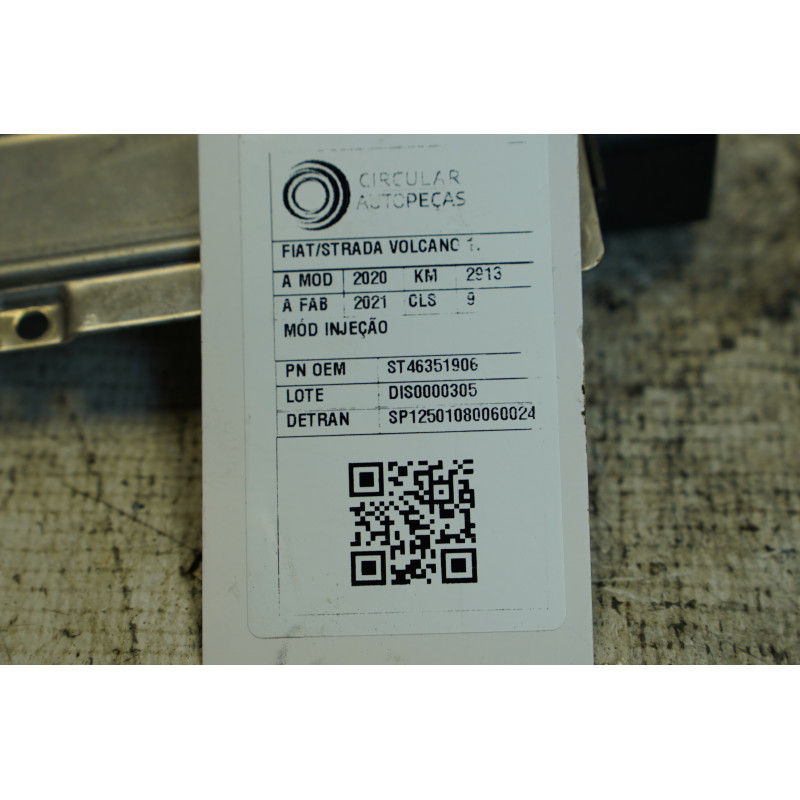 CIRCULAR
AUTOPEÇAS
FIAT/STRADA VOLCANO 1.
A MOD 2020 KM 2913
A FAB 2021 CLS 9
MÓD INJEÇÃO
PN OEM ST46351906
LOTE DIS0000305
DETRAN SP12501080060024